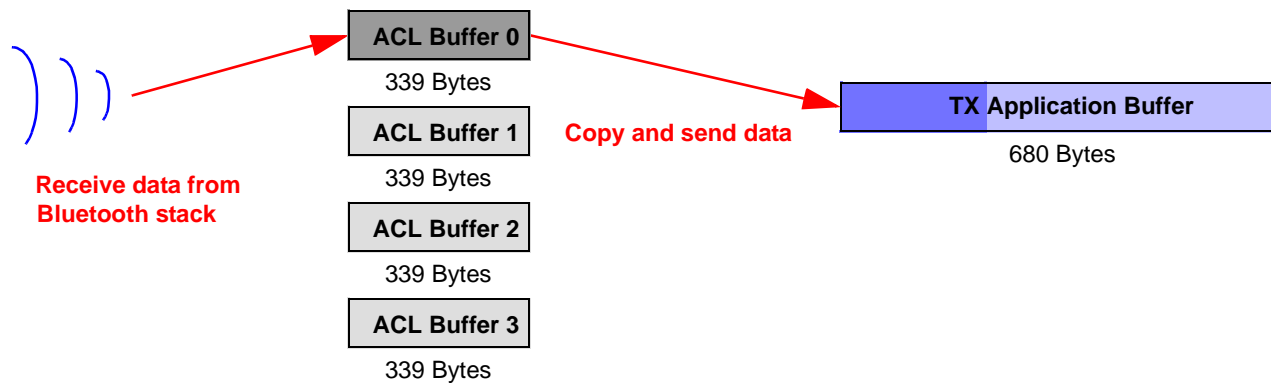 ACL Buffer 0
339 Bytes
ACL Buffer 1
339 Bytes
ACL Buffer 2
339 Bytes
ACL Buffer 3
339 Bytes
Receive data from
Bluetooth stack
Copy and send data
TX Application Buffer
680 Bytes